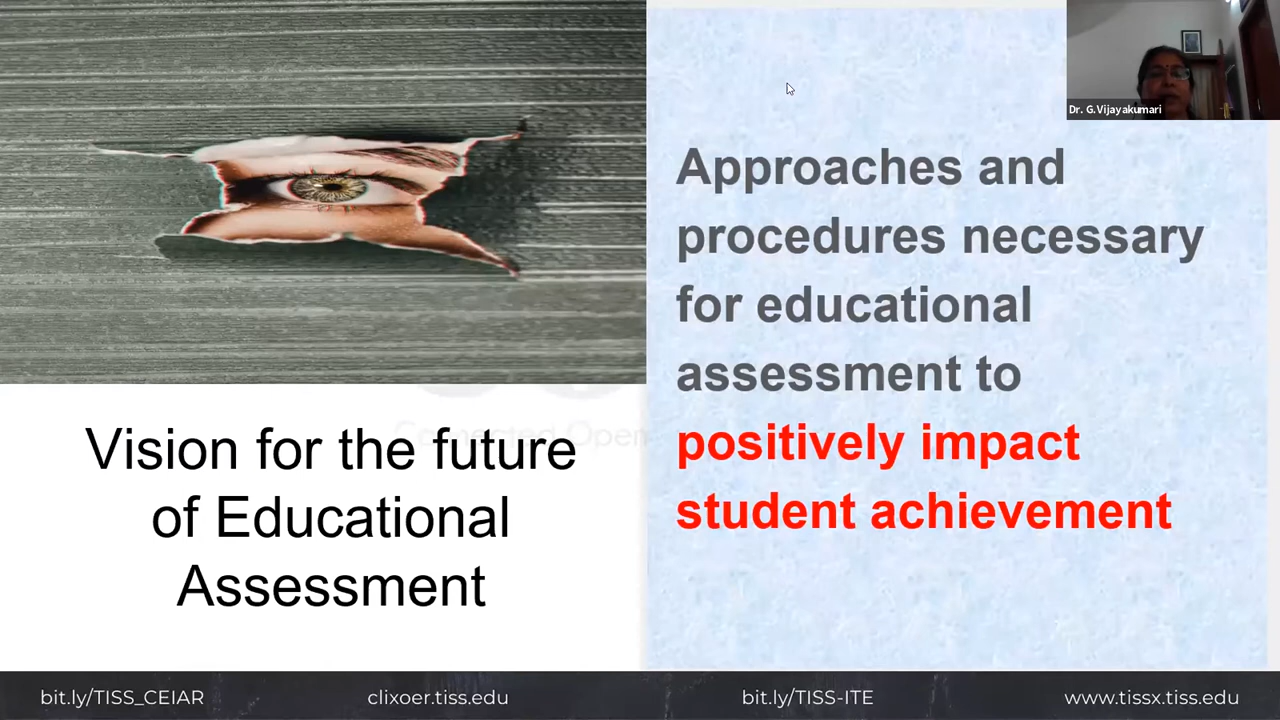 Dr. G.Vijayakumari
Approaches and
procedures necessary
for educational
assessment to
positively impact
student achievement
Vision for the future
of Educational
Assessment
bit.ly/TISS_CEIAR
clixoer.tiss.edu
bit.ly/TISS-ITE
www.tissx.tiss.edu